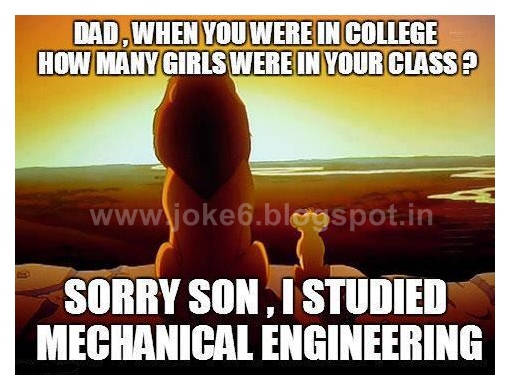 DAD , WHEN YOU WERE IN COLLEGE
HOW MANY GIRLS WERE IN YOUR CLASS ?
www.joke6.blogspot.in
SORRY SON , I STUDIED
MECHANICAL ENGINEERING